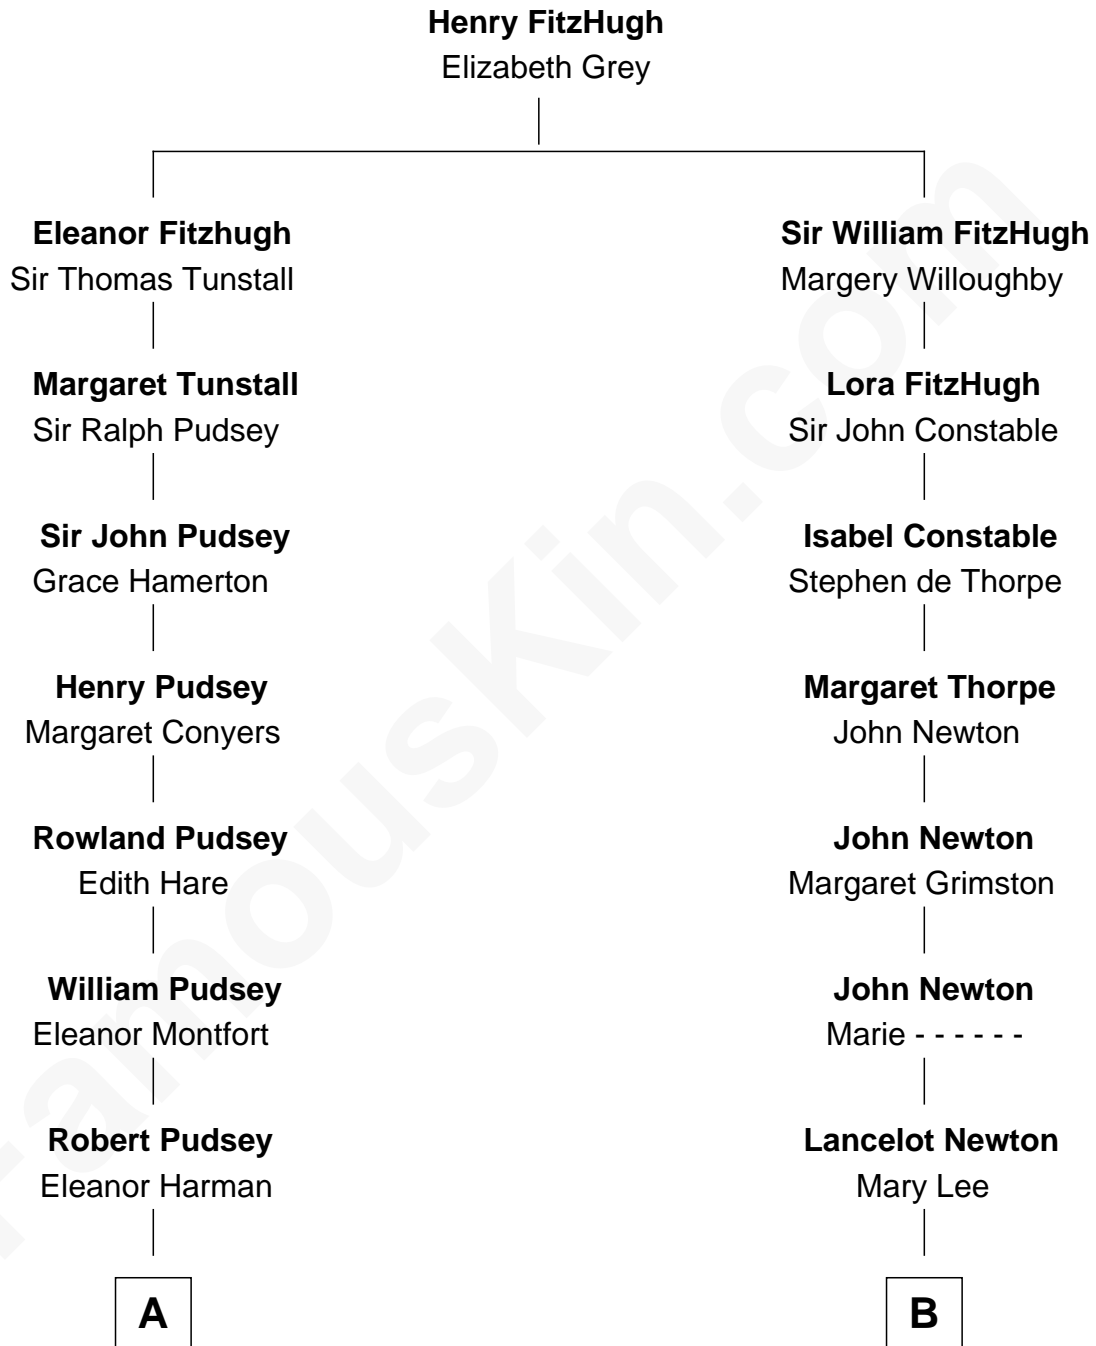 Henry FitzHugh
Elizabeth Grey
Eleanor Fitzhugh
Sir Thomas Tunstall
Margaret Tunstall
Sir Ralph Pudsey
Sir John Pudsey
Grace Hamerton
Henry Pudsey
Margaret Conyers
Rowland Pudsey
Edith Hare
William Pudsey
Eleanor Montfort
Robert Pudsey
Eleanor Harman
A
Sir William FitzHugh
Margery Willoughby
Lora FitzHugh
Sir John Constable
Isabel Constable
Stephen de Thorpe
Margaret Thorpe
John Newton
John Newton
Margaret Grimston
John Newton
Marie - - - - - -
Lancelot Newton
Mary Lee
B
FamousKin.com